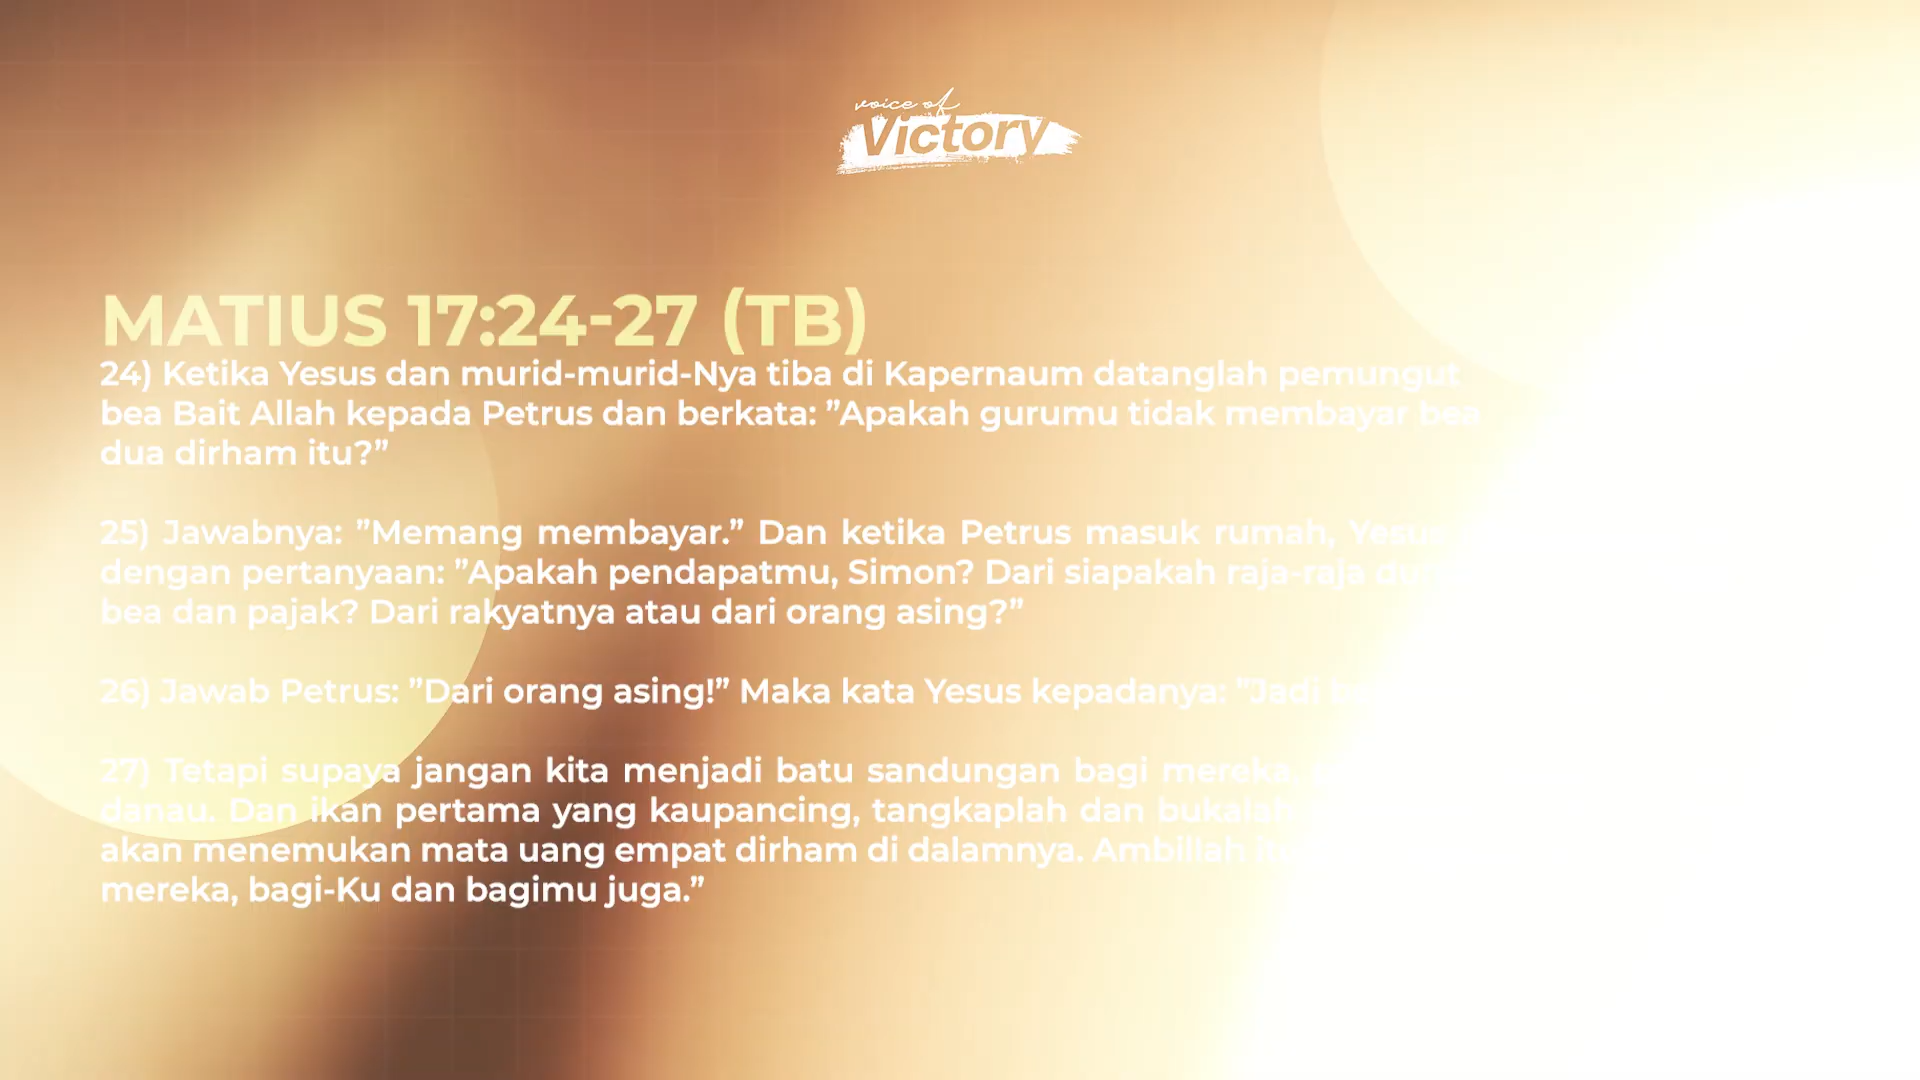 voice of
Victory
MATIUS 17:24-27 (TB)
24) Ketika Yesus dan murid-murid-Nya tiba di Kapernaum datanglah pemungut
bea Bait Allah kepada Petrus dan berkata: ”Apakah gurumu tidak membayar bea
dua dirham itu?”
25) Jawabnya: ”Memang membayar.” Dan ketika Petrus masuk rumah, Yesus
dengan pertanyaan: ”Apakah pendapatmu, Simon? Dari siapakah raja-raja
bea dan pajak? Dari rakyatnya atau dari orang asing?”
26) Jawab Petrus: ”Dari orang asing!” Maka kata Yesus kepadanya: ”Jadi
27) Tetapi supaya jangan kita menjadi batu sandungan bagi mereka,
danau. Dan ikan pertama yang kaupancing, tangkaplah dan bukalah
akan menemukan mata uang empat dirham di dalamnya. Ambillah itu
mereka, bagi-Ku dan bagimu juga.”